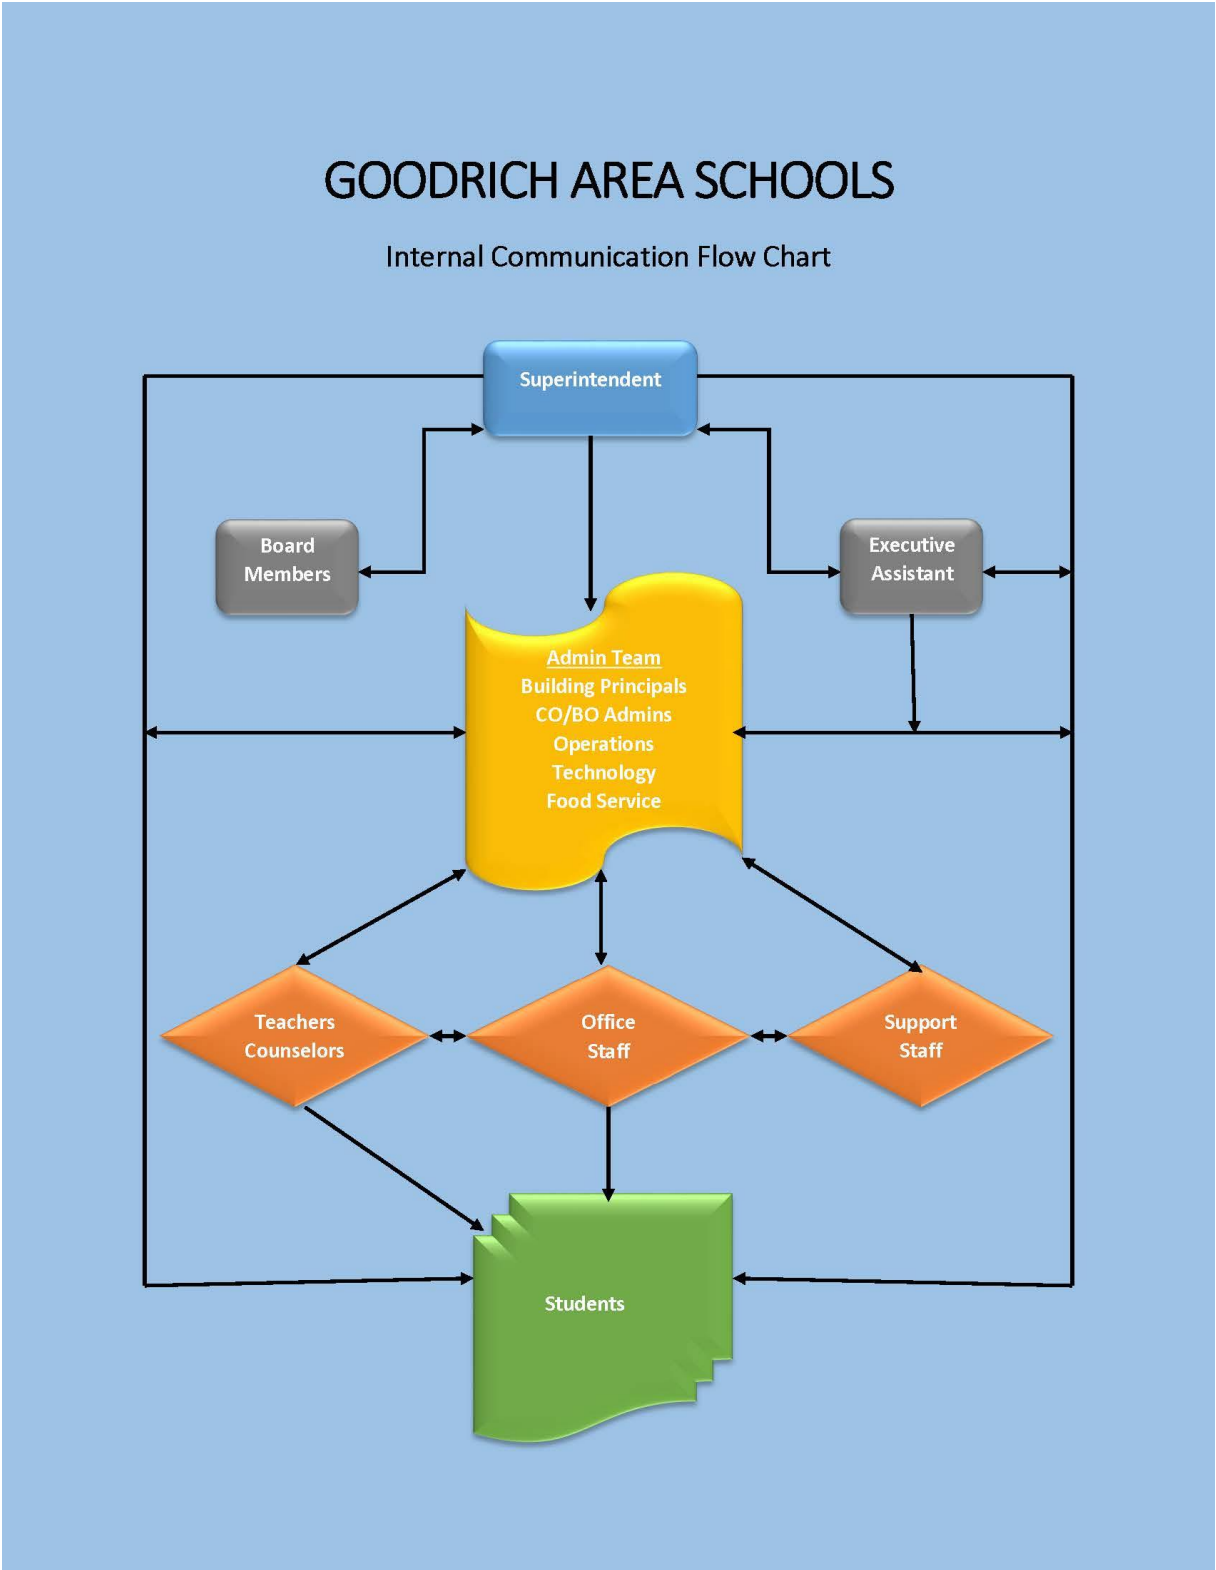 GOODRICH AREA SCHOOLS
Internal Communication Flow Chart
Superintendent
Board
Members
Executive
Assistant
Admin Team
Building Principals
CO/BO Admins
Operations
Technology
Food Service
Teachers
Counselors
Office
Staff
Support
Staff
Students